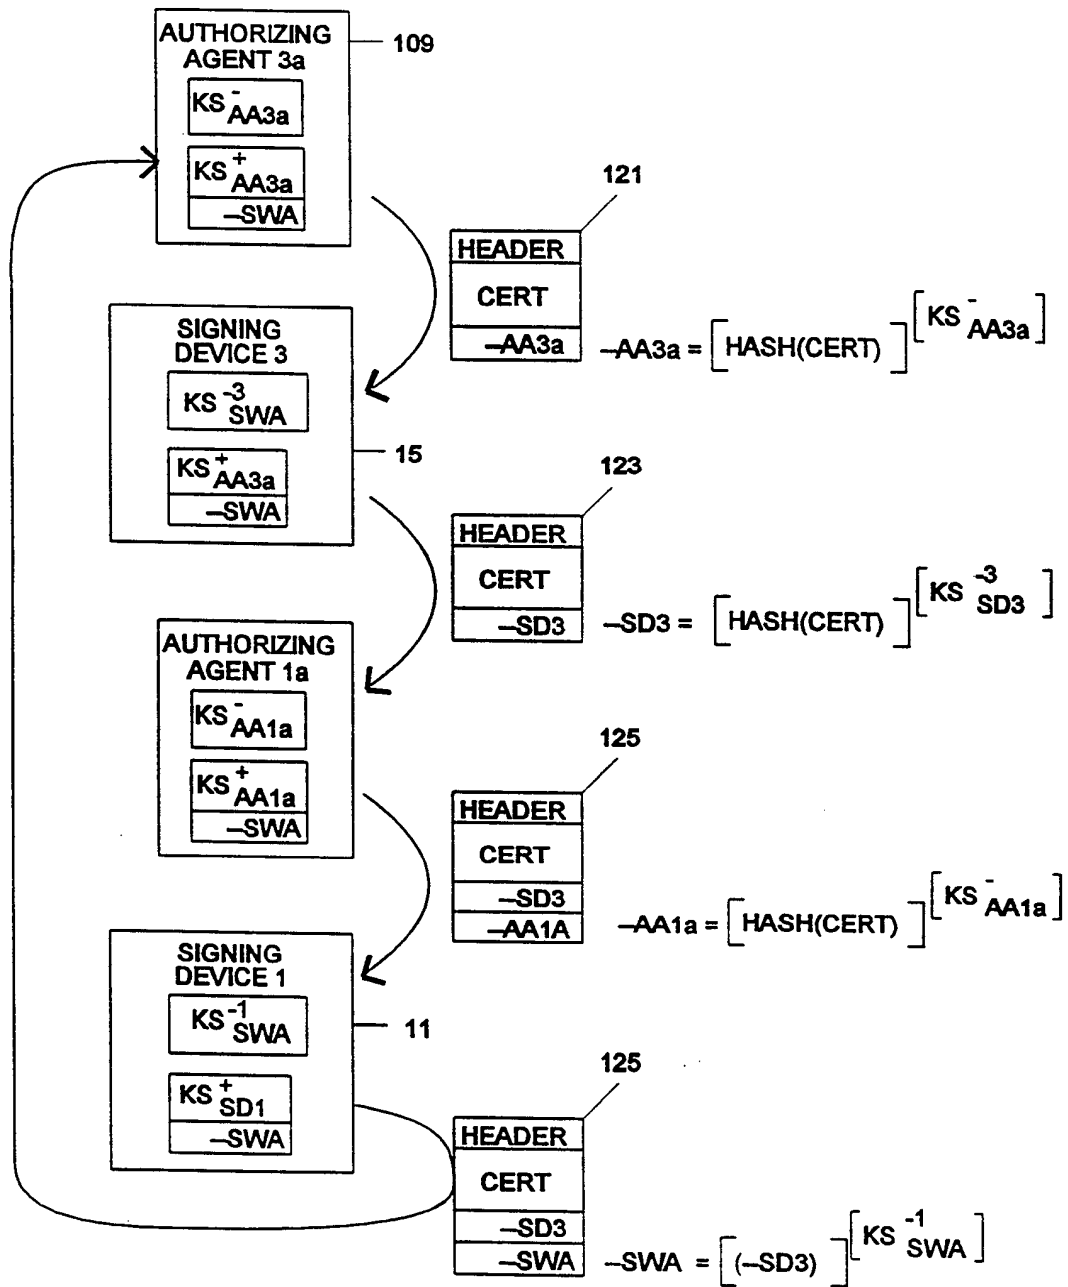 AUTHORIZING
AGENT 3a
109
KS⁻AA3a
KS⁺AA3a
–SWA
121
HEADER
CERT
–AA3a
–AA3a = [HASH(CERT)][KS⁻AA3a]
SIGNING
DEVICE 3
KS⁻³SWA
15
KS⁺AA3a
–SWA
123
HEADER
CERT
–SD3
–SD3 = [HASH(CERT)][KS⁻³SD3]
AUTHORIZING
AGENT 1a
KS⁻AA1a
KS⁺AA1a
–SWA
125
HEADER
CERT
–SD3
–AA1A
–AA1a = [HASH(CERT)][KS⁻AA1a]
SIGNING
DEVICE 1
KS⁻¹SWA
11
KS⁺SD1
–SWA
125
HEADER
CERT
–SD3
–SWA
–SWA = [(–SD3)][KS⁻¹SWA]